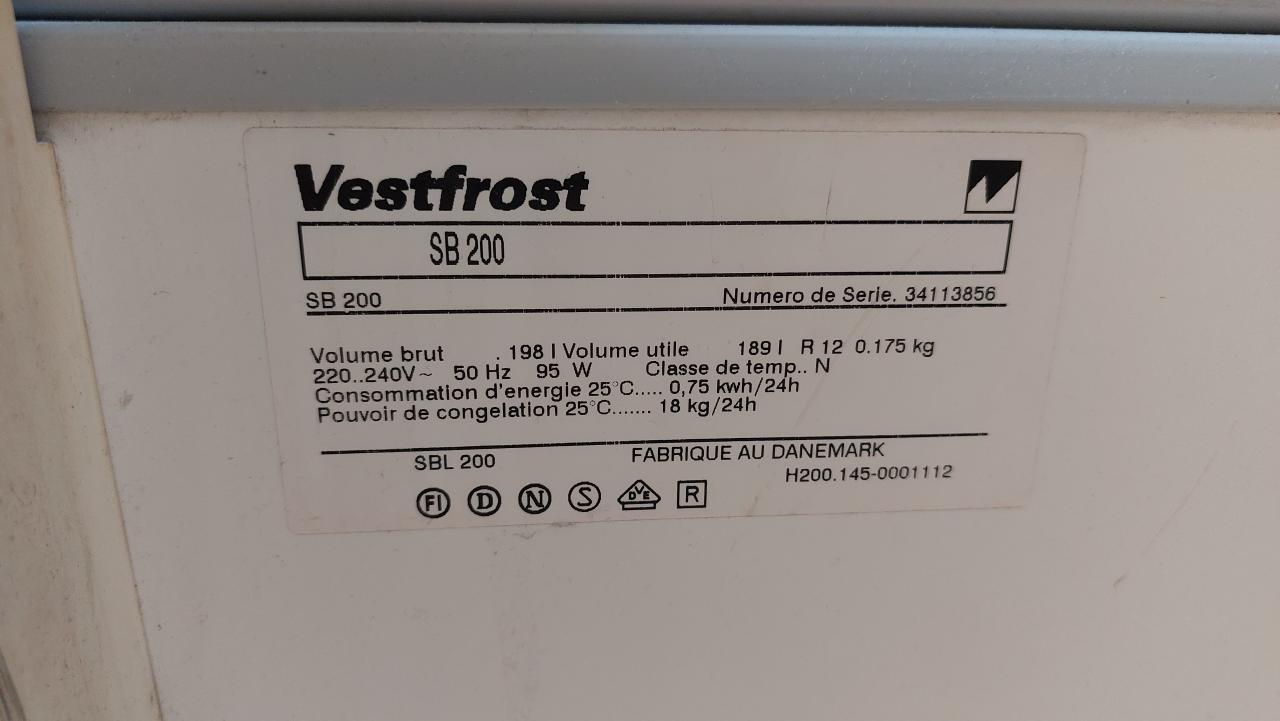 Vestfrost
SB 200
SB 200 Numero de Serie. 34113856
Volume brut . 198 l Volume utile 189 l R 12 0.175 kg
220..240V~ 50 Hz 95 W Classe de temp.. N
Consommation d'energie 25°C..... 0,75 kwh/24h
Pouvoir de congelation 25°C....... 18 kg/24h
SBL 200 FABRIQUE AU DANEMARK
H200.145-0001112
FI D N S DVE R